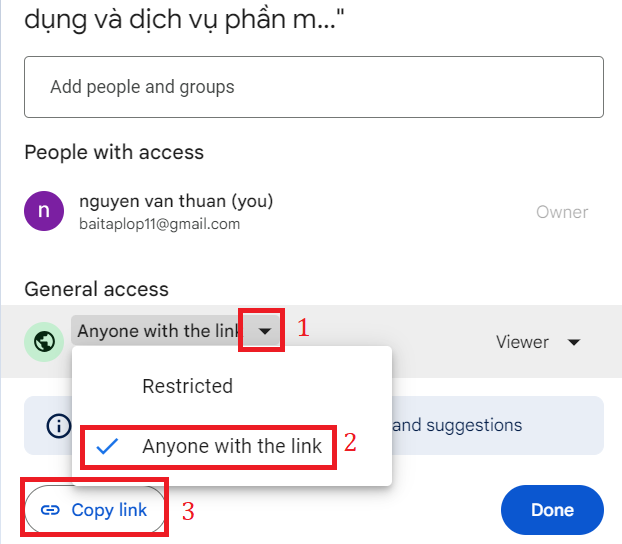 dụng và dịch vụ phần m..."
Add people and groups
People with access
nguyen van thuan (you)
baitaplop11@gmail.com
Owner
General access
Anyone with the link
1
Viewer
Restricted
Anyone with the link
2
and suggestions
Copy link
3
Done